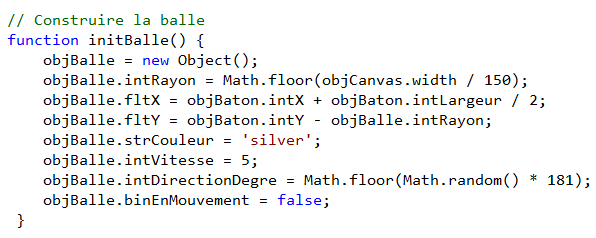 // Construire la balle
function initBalle() {
    objBalle = new Object();
    objBalle.intRayon = Math.floor(objCanvas.width / 150);
    objBalle.fltX = objBaton.intX + objBaton.intLargeur / 2;
    objBalle.fltY = objBaton.intY - objBalle.intRayon;
    objBalle.strCouleur = 'silver';
    objBalle.intVitesse = 5;
    objBalle.intDirectionDegre = Math.floor(Math.random() * 181);
    objBalle.binEnMouvement = false;
 }